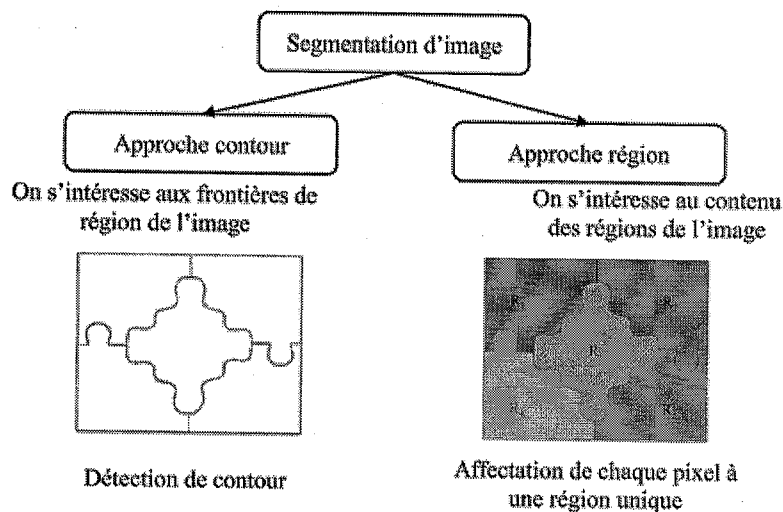 Segmentation d'image
Approche contour
On s'intéresse aux frontières de
région de l'image
Détection de contour
Approche région
On s'intéresse au contenu
des régions de l'image
R
R
R
R
R
Affectation de chaque pixel à
une région unique